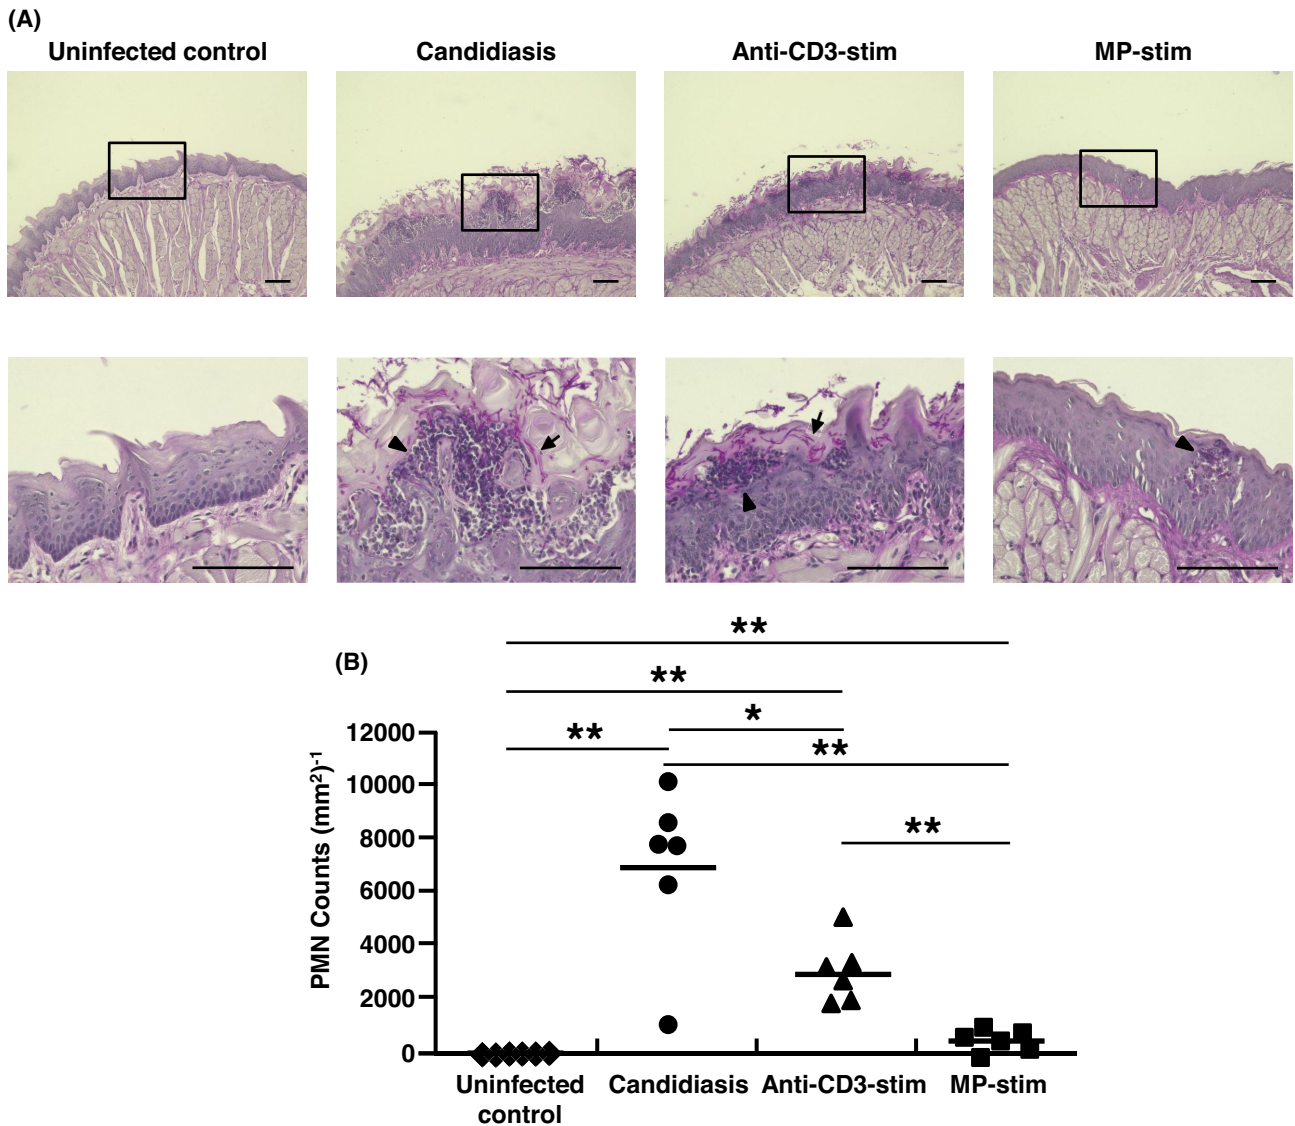 (A)
Uninfected control
Candidiasis
Anti-CD3-stim
MP-stim
(B)
**
**
*
**
**
**
12000
10000
8000
6000
4000
2000
0
PMN Counts (mm²)⁻¹
Uninfected
control
Candidiasis
Anti-CD3-stim
MP-stim